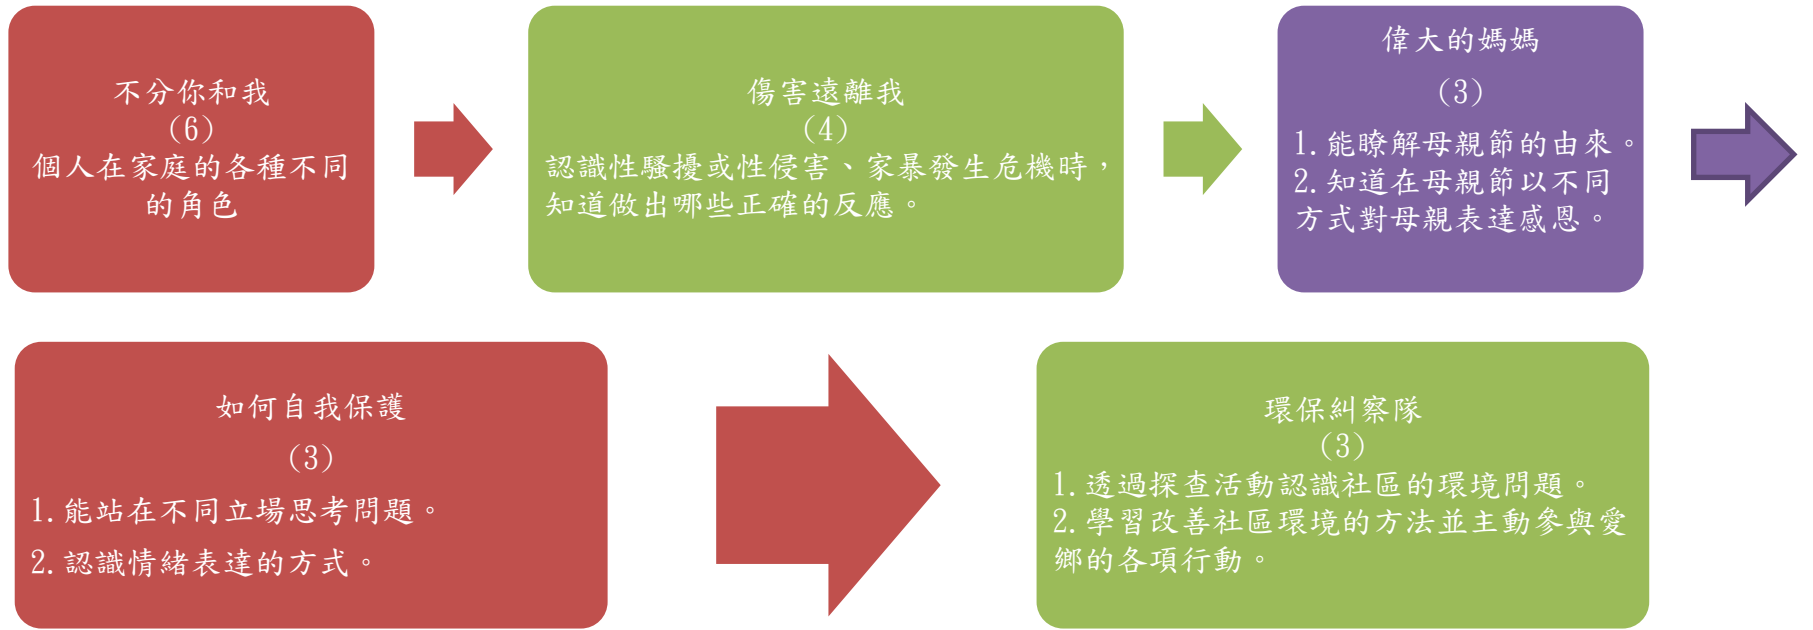 不分你和我
(6)
個人在家庭的各種不同
的角色
傷害遠離我
(4)
認識性騷擾或性侵害、家暴發生危機時，
知道做出哪些正確的反應。
偉大的媽媽
(3)
1.能瞭解母親節的由來。
2.知道在母親節以不同
方式對母親表達感恩。
如何自我保護
(3)
1.能站在不同立場思考問題。
2.認識情緒表達的方式。
環保糾察隊
(3)
1.透過探查活動認識社區的環境問題。
2.學習改善社區環境的方法並主動參與愛
鄉的各項行動。